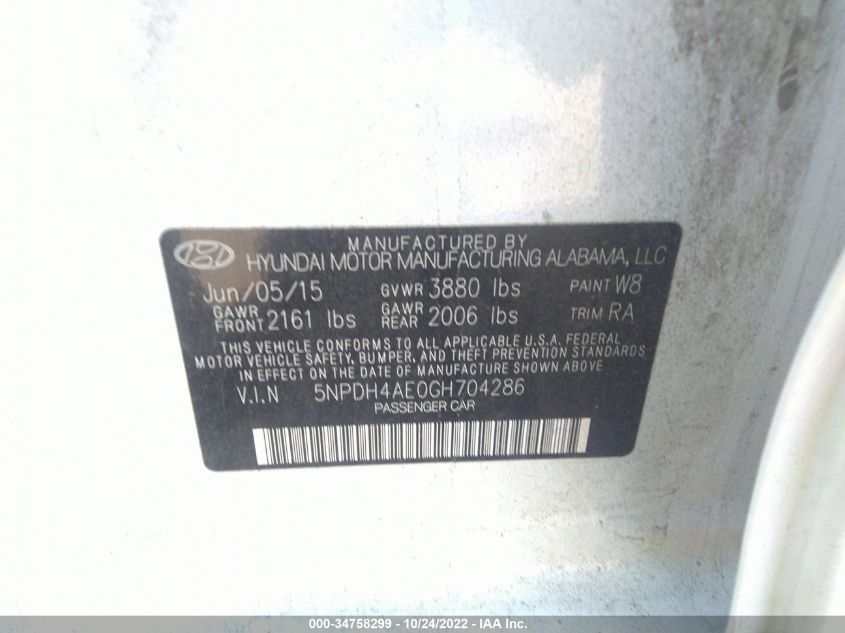 MANUFACTURED BY
HYUNDAI MOTOR MANUFACTURING ALABAMA, LLC
Jun/05/15 GVWR 3880 lbs PAINT W8
GAWR FRONT 2161 lbs GAWR REAR 2006 lbs TRIM RA
THIS VEHICLE CONFORMS TO ALL APPLICABLE U.S.A. FEDERAL
MOTOR VEHICLE SAFETY, BUMPER, AND THEFT PREVENTION STANDARDS
IN EFFECT ON THE DATE OF MANUFACTURE SHOWN ABOVE
V.I.N 5NPDH4AE0GH704286
PASSENGER CAR
000-34758299 - 10/24/2022 - IAA Inc.